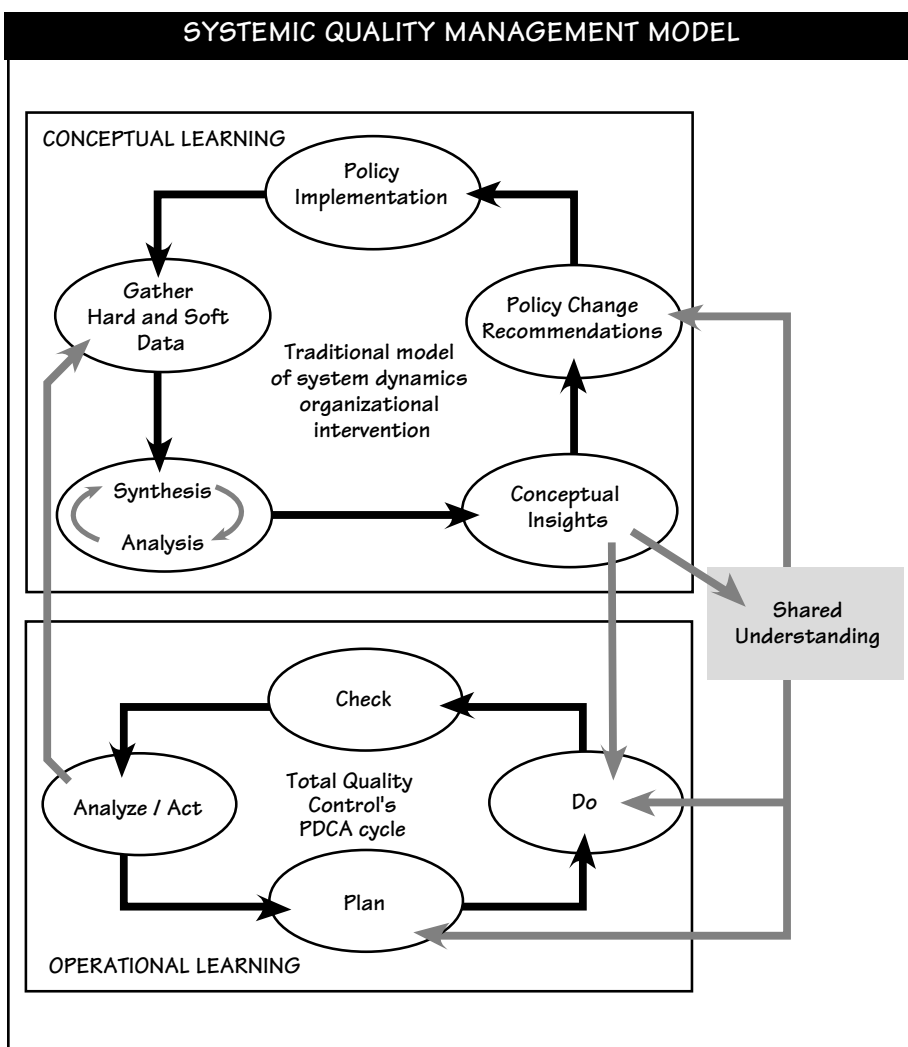 SYSTEMIC QUALITY MANAGEMENT MODEL
CONCEPTUAL LEARNING
Policy
Implementation
Gather
Hard and Soft
Data
Policy Change
Recommendations
Traditional model
of system dynamics
organizational
intervention
Synthesis
Analysis
Conceptual
Insights
Shared
Understanding
Check
Analyze / Act
Total Quality
Control's
PDCA cycle
Do
Plan
OPERATIONAL LEARNING